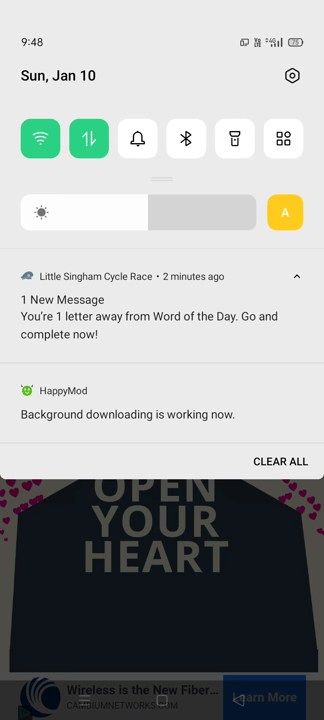 9:48
Sun, Jan 10
A
Little Singham Cycle Race • 2 minutes ago
1 New Message
You're 1 letter away from Word of the Day. Go and
complete now!
HappyMod
Background downloading is working now.
CLEAR ALL
OPEN
YOUR
HEART
Wireless is the New Fiber...
CAMBIUMNETWORKS.COM
Learn More